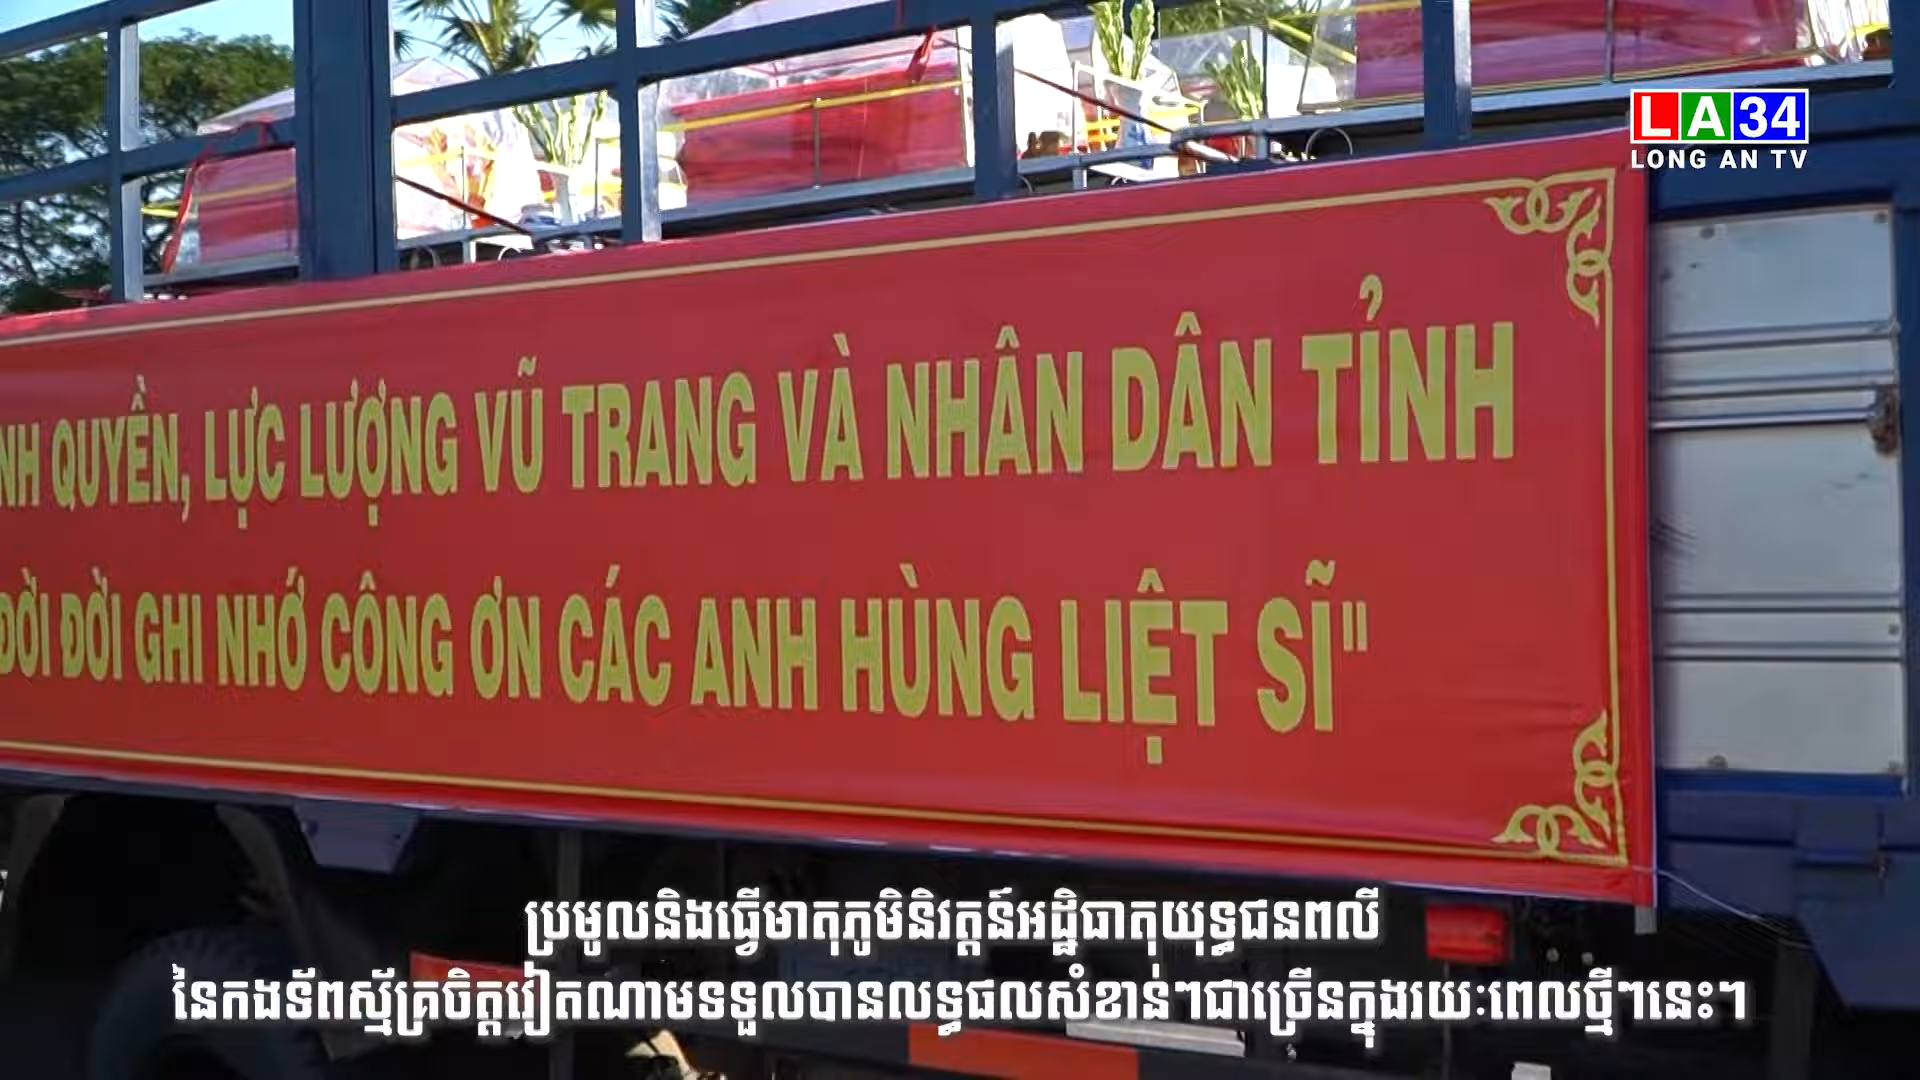 LA34
LONG AN TV
NH QUYỀN, LỰC LƯỢNG VŨ TRANG VÀ NHÂN DÂN TỈNH
ĐỜI ĐỜI GHI NHỚ CÔNG ƠN CÁC ANH HÙNG LIỆT SĨ"
ប្រមូលនិងធ្វើមាតុភូមិនិវត្តន៍អដ្ឋិធាតុយុទ្ធជនពលី
នៃកងទ័ពស្ម័គ្រចិត្តវៀតណាមទទួលបានលទ្ធផលសំខាន់ៗជាច្រើនក្នុងរយៈពេលថ្មីៗនេះៗ